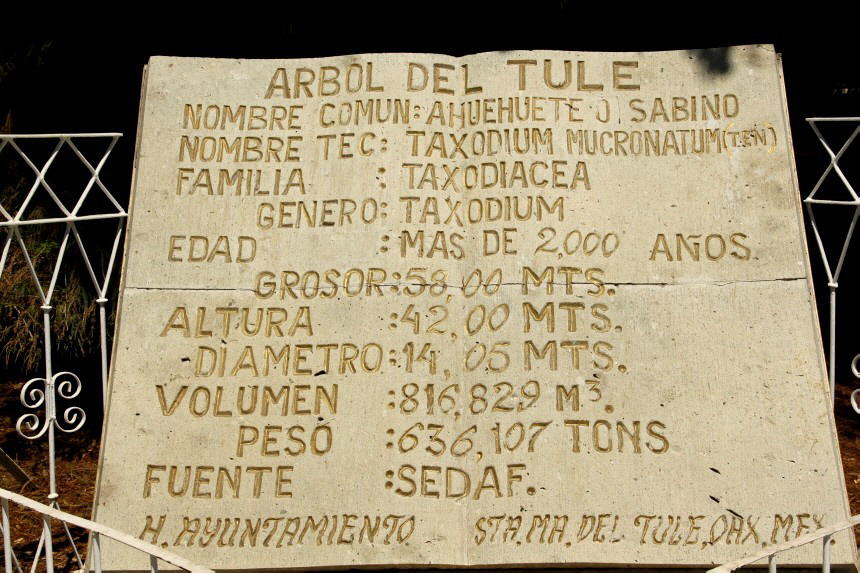 ARBOL DEL TULE
NOMBRE COMUN: AHUEHUETE O SABINO
NOMBRE TEC: TAXODIUM MUCRONATUM (TEN)
FAMILIA : TAXODIACEA
GENERO: TAXODIUM
EDAD : MAS DE 2,000 AÑOS.
GROSOR: 58,00 MTS.
ALTURA : 42,00 MTS.
DIAMETRO: 14,05 MTS.
VOLUMEN : 816,829 M³.
PESO : 636,107 TONS
FUENTE : SEDAF.
H. AYUNTAMIENTO STA. MA. DEL TULE, OAX. MEX.